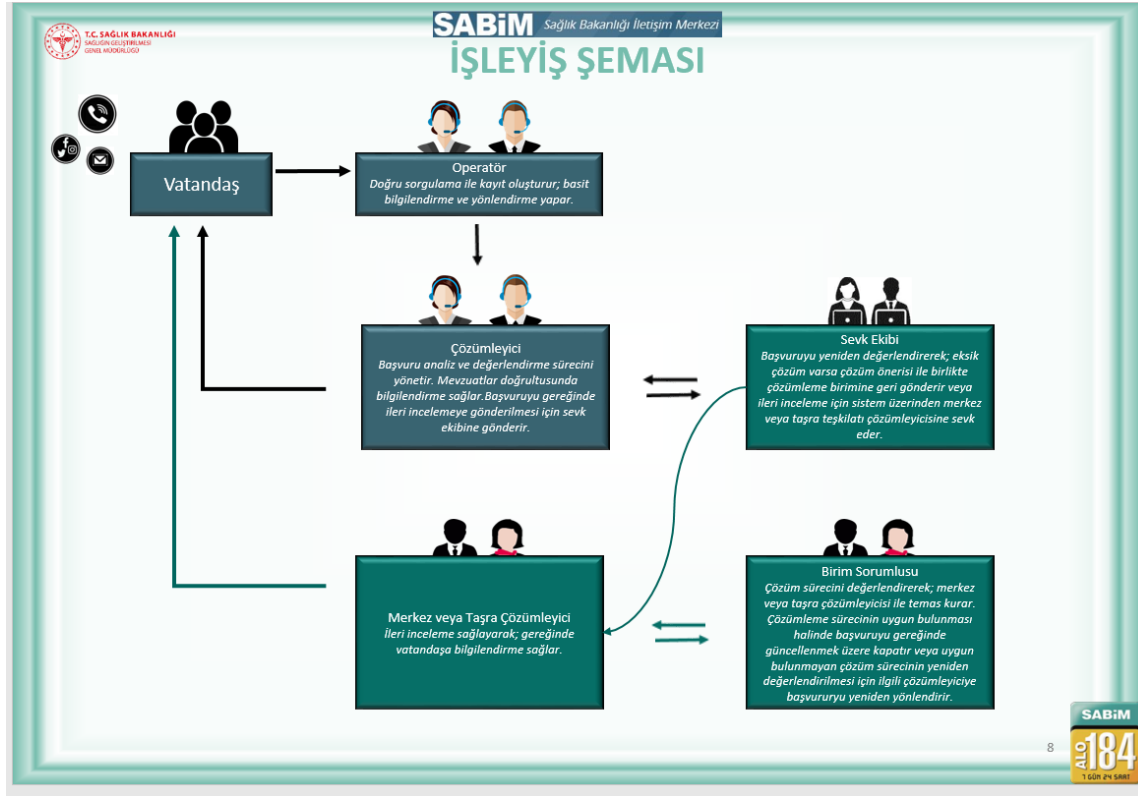 T.C. SAĞLIK BAKANLIĞI
SAĞLIĞIN GELİŞTİRİLMESİ
GENEL MÜDÜRLÜĞÜ
SABiM Sağlık Bakanlığı İletişim Merkezi
İŞLEYİŞ ŞEMASI
Vatandaş
Operatör
Doğru sorgulama ile kayıt oluşturur; basit
bilgilendirme ve yönlendirme yapar.
Çözümleyici
Başvuru analiz ve değerlendirme sürecini
yönetir. Mevzuatlar doğrultusunda
bilgilendirme sağlar.Başvuruyu gereğinde
ileri incelemeye gönderilmesi için sevk
ekibine gönderir.
Sevk Ekibi
Başvuruyu yeniden değerlendirerek; eksik
çözüm varsa çözüm önerisi ile birlikte
çözümleme birimine geri gönderir veya
ileri inceleme için sistem üzerinden merkez
veya taşra teşkilatı çözümleyicisine sevk
eder.
Merkez veya Taşra Çözümleyici
İleri inceleme sağlayarak; gereğinde
vatandaşa bilgilendirme sağlar.
Birim Sorumlusu
Çözüm sürecini değerlendirerek; merkez
veya taşra çözümleyicisi ile temas kurar.
Çözümleme sürecinin uygun bulunması
halinde başvuruyu gereğinde
güncellenmek üzere kapatır veya uygun
bulunmayan çözüm sürecinin yeniden
değerlendirilmesi için ilgili çözümleyiciye
başvururyu yeniden yönlendirir.
8
SABiM
ALO 184
7 GÜN 24 SAAT